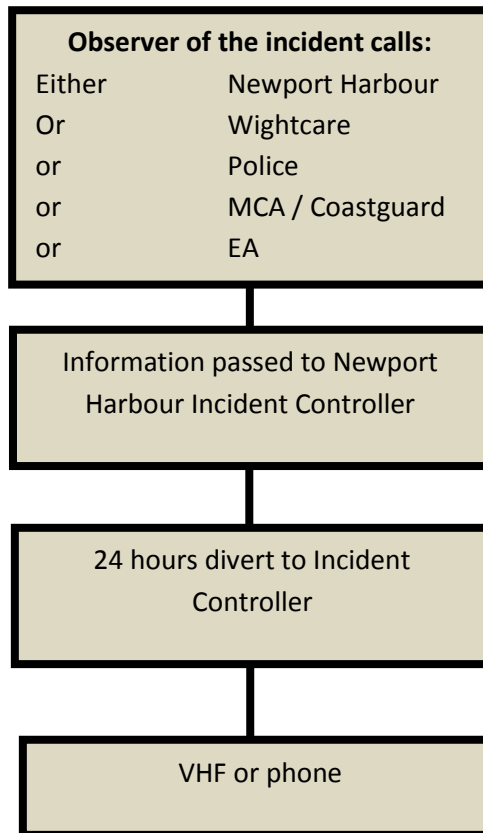 Observer of the incident calls:
Either Newport Harbour
Or Wightcare
or Police
or MCA / Coastguard
or EA
Information passed to Newport
Harbour Incident Controller
24 hours divert to Incident
Controller
VHF or phone